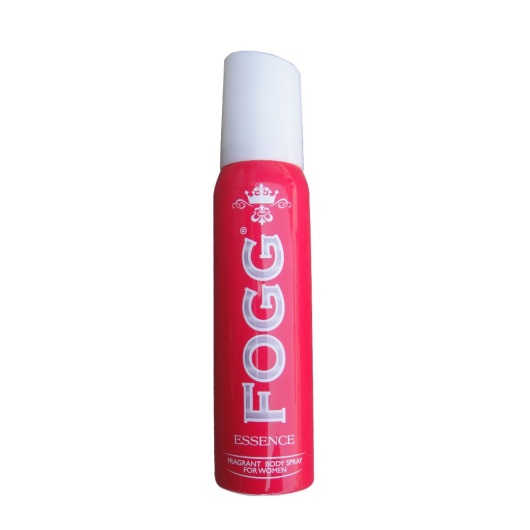 FOGG®
ESSENCE
FRAGRANT BODY SPRAY
FOR WOMEN